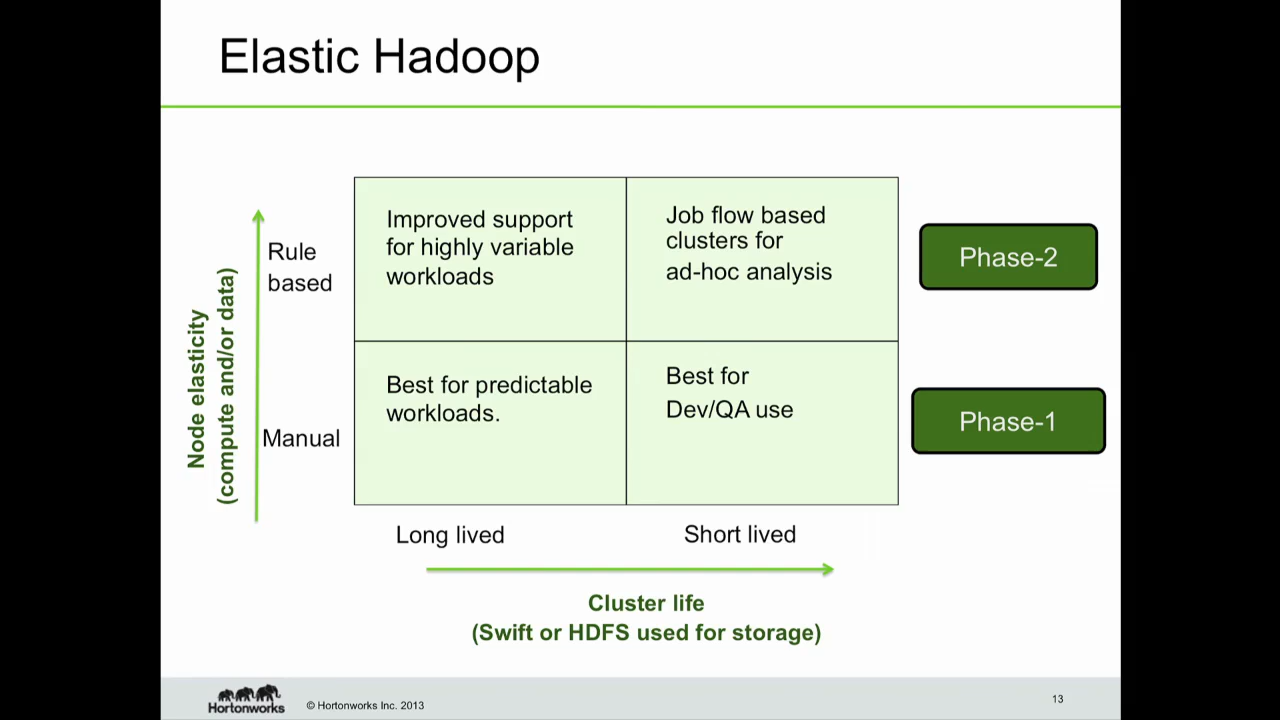 Elastic Hadoop
Improved support
for highly variable
workloads
Job flow based
clusters for
ad-hoc analysis
Rule
based
Phase-2
Node elasticity
(compute and/or data)
Best for predictable
workloads.
Best for
Dev/QA use
Manual
Phase-1
Long lived
Short lived
Cluster life
(Swift or HDFS used for storage)
Hortonworks
© Hortonworks Inc. 2013
13